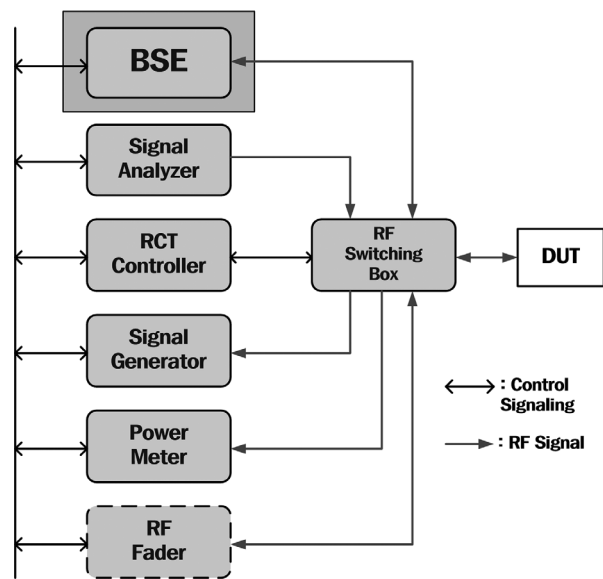 BSE
Signal
Analyzer
RCT
Controller
RF
Switching
Box
DUT
Signal
Generator
Power
Meter
RF
Fader
: Control
Signaling
: RF Signal